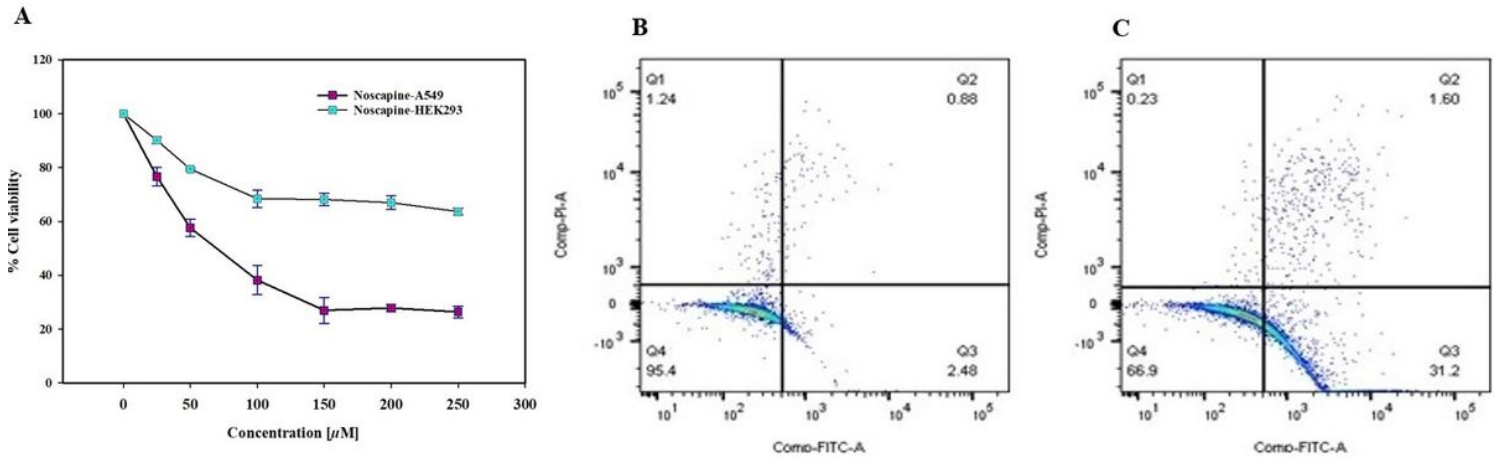 A
120
100
80
60
40
20
0
% Cell viability
Noscapine-A549
Noscapine-HEK293
0 50 100 150 200 250 300
Concentration [µM]
B
Q1
1.24
Q2
0.88
10^5
10^4
10^3
0
-10^3
Comp-PI-A
Q4
95.4
Q3
2.48
10^1 10^2 10^3 10^4 10^5
Comp-FITC-A
C
Q1
0.23
Q2
1.60
10^5
10^4
10^3
0
-10^3
Comp-PI-A
Q4
66.9
Q3
31.2
10^1 10^2 10^3 10^4 10^5
Comp-FITC-A